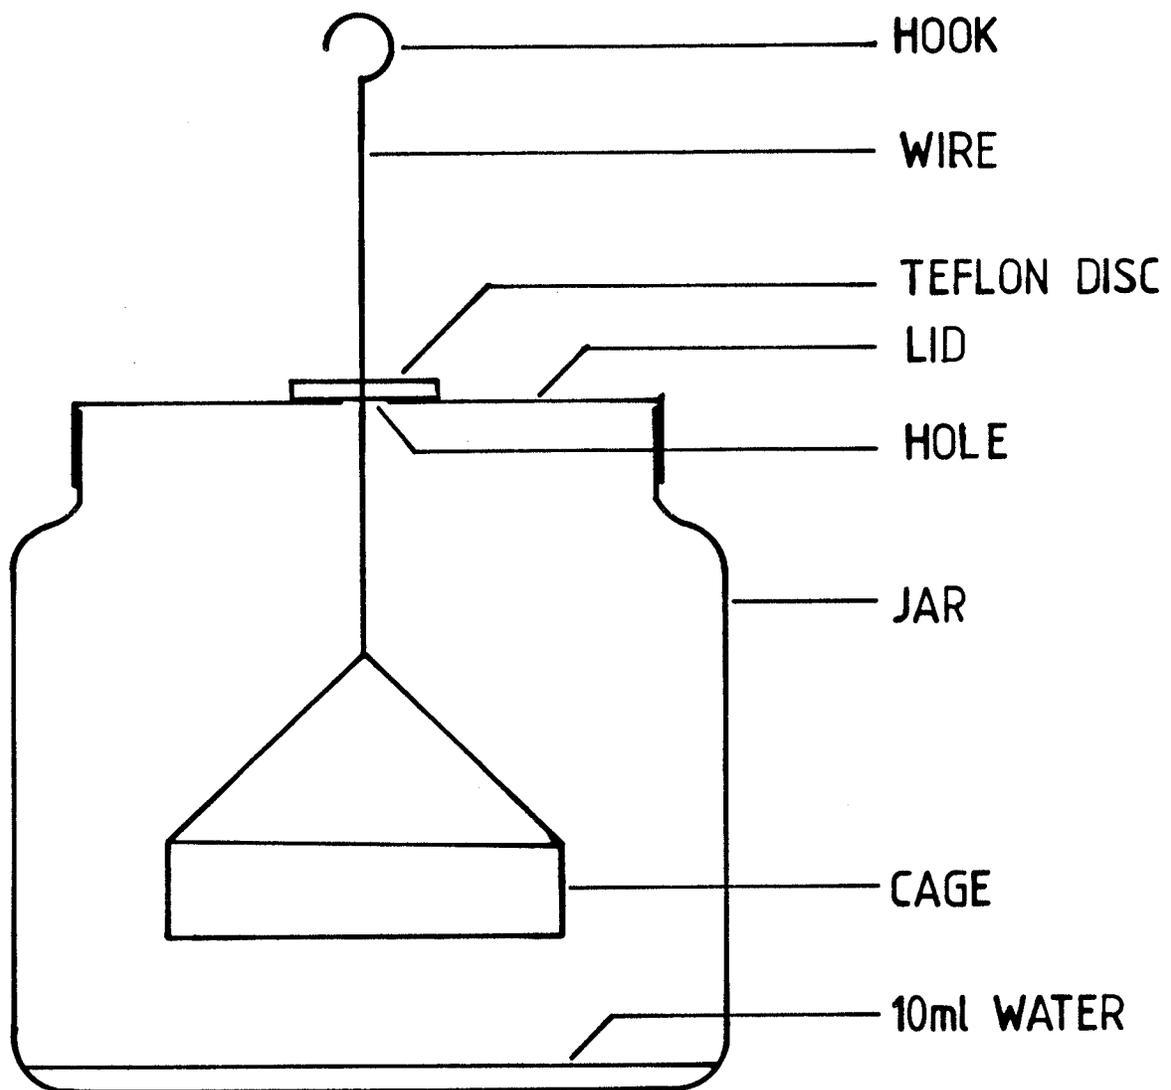 HOOK
WIRE
TEFLON DISC
LID
HOLE
JAR
CAGE
10ml WATER